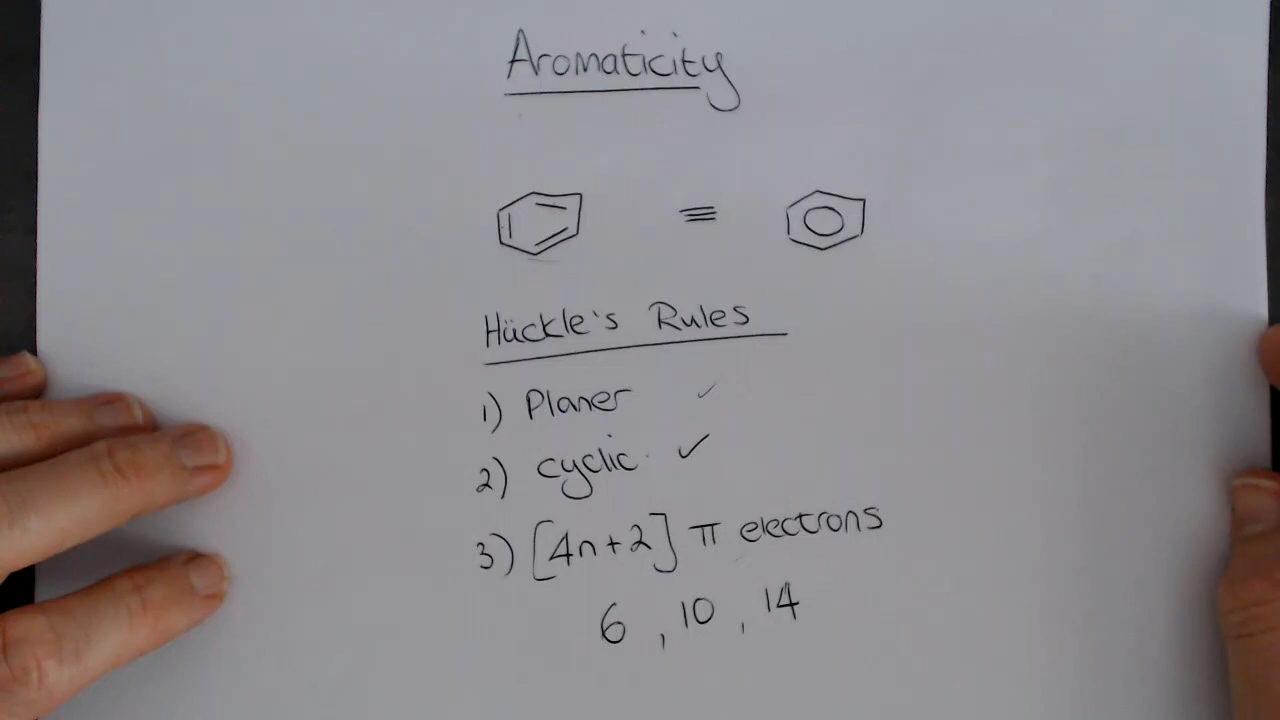 Aromaticity
≡
Hückle's Rules
1) Planer ✓
2) cyclic. ✓
3) [4n+2] π electrons
6 , 10 , 14